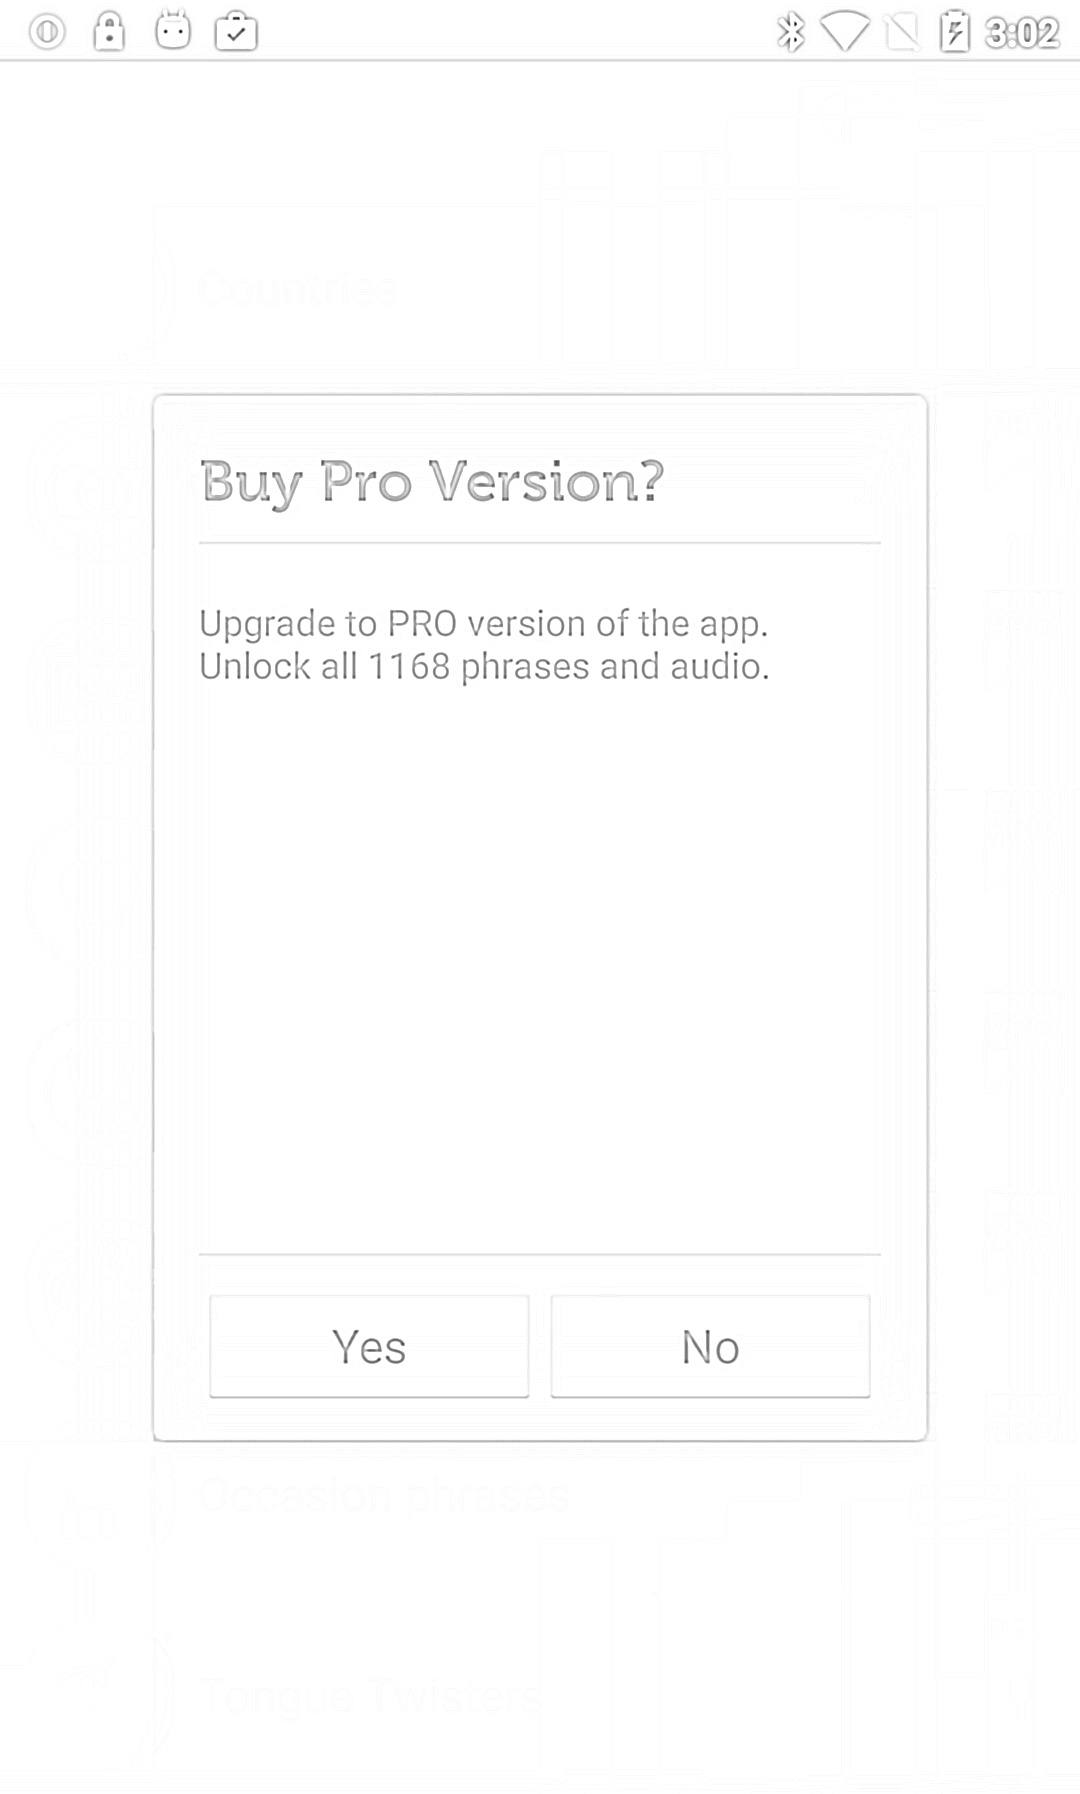 3:02
Countries
Buy Pro Version?
Upgrade to PRO version of the app.
Unlock all 1168 phrases and audio.
Yes
No
Occasion phrases
Tongue Twisters